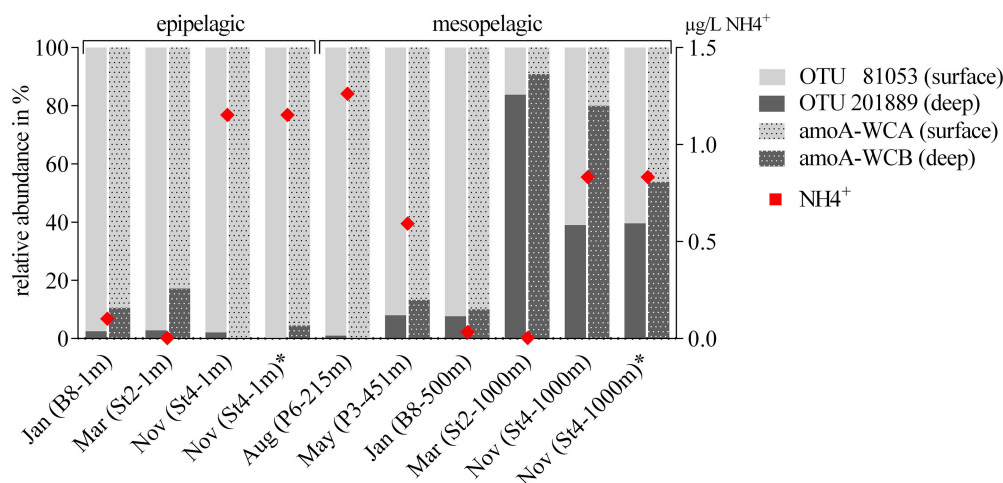 epipelagic mesopelagic μg/L NH4⁺
100 80 60 40 20 0
relative abundance in %
1.5 1.0 0.5 0.0
OTU 81053 (surface)
OTU 201889 (deep)
amoA-WCA (surface)
amoA-WCB (deep)
NH4⁺
Jan (B8-1m)
Mar (St2-1m)
Nov (St4-1m)
Nov (St4-1m)*
Aug (P6-215m)
May (P3-451m)
Jan (B8-500m)
Mar (St2-1000m)
Nov (St4-1000m)
Nov (St4-1000m)*